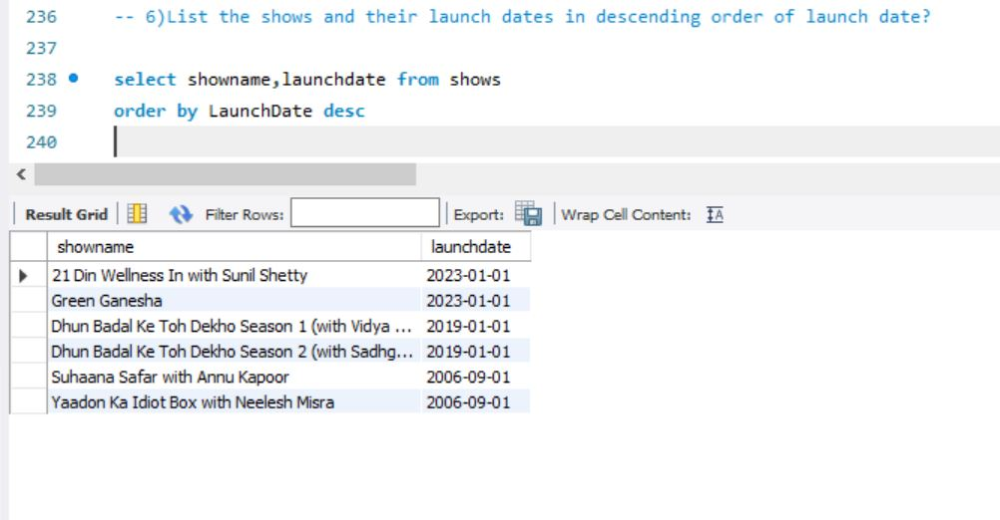 236 -- 6)List the shows and their launch dates in descending order of launch date?
237
238 select showname,launchdate from shows
239 order by LaunchDate desc
240
Result Grid Filter Rows: Export: Wrap Cell Content: IA
showname launchdate
21 Din Wellness In with Sunil Shetty 2023-01-01
Green Ganesha 2023-01-01
Dhun Badal Ke Toh Dekho Season 1 (with Vidya ... 2019-01-01
Dhun Badal Ke Toh Dekho Season 2 (with Sadhg... 2019-01-01
Suhaana Safar with Annu Kapoor 2006-09-01
Yaadon Ka Idiot Box with Neelesh Misra 2006-09-01